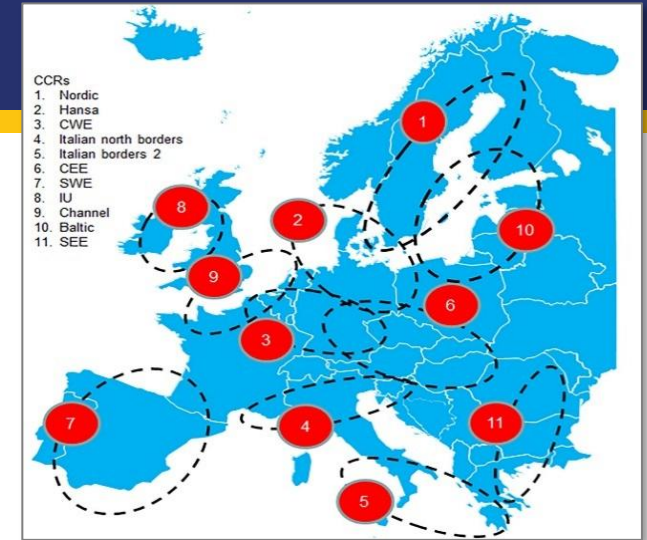 CCRs
1. Nordic
2. Hansa
3. CWE
4. Italian north borders
5. Italian borders 2
6. CEE
7. SWE
8. IU
9. Channel
10. Baltic
11. SEE
1
8
2
10
9
6
3
7
4
11
5